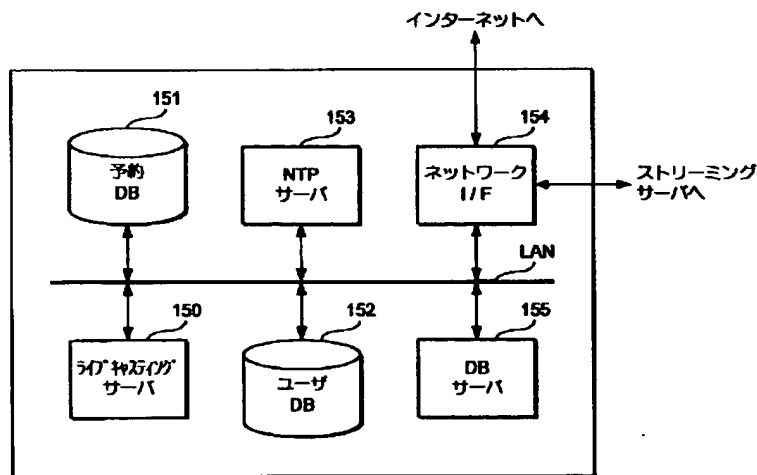 インターネットへ
151
予約
DB
153
NTP
サーバ
154
ネットワーク
I/F
ストリーミング
サーバへ
LAN
150
ライブキャスティング
サーバ
152
ユーザ
DB
155
DB
サーバ